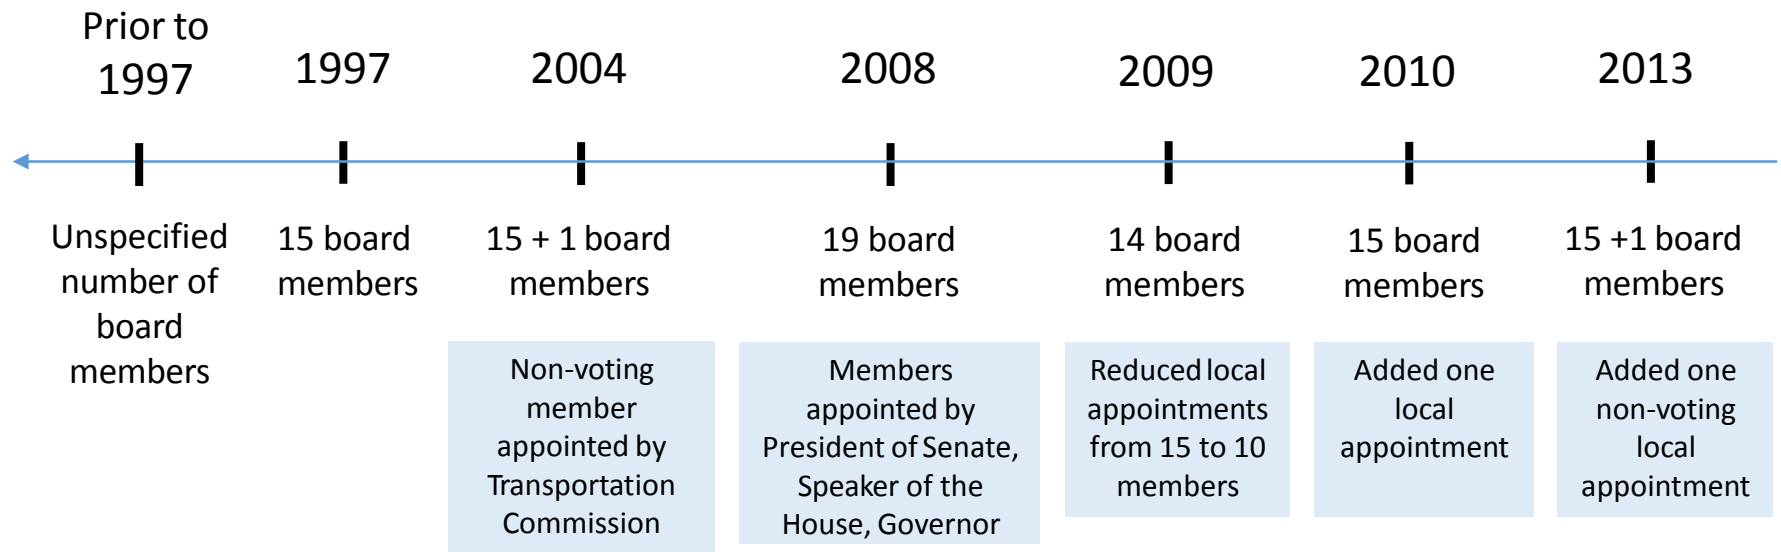 Prior to
1997
1997
2004
2008
2009
2010
2013
Unspecified
number of
board
members
15 board
members
15 + 1 board
members
19 board
members
14 board
members
15 board
members
15 +1 board
members
Non-voting
member
appointed by
Transportation
Commission
Members
appointed by
President of Senate,
Speaker of the
House, Governor
Reduced local
appointments
from 15 to 10
members
Added one
local
appointment
Added one
non-voting
local
appointment